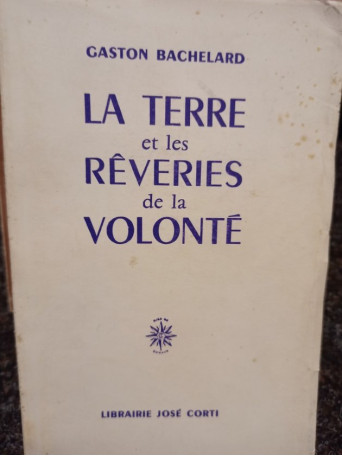 GASTON BACHELARD
LA TERRE
et les
RÊVERIES
de la
VOLONTÉ
LIBRAIRIE JOSÉ CORTI